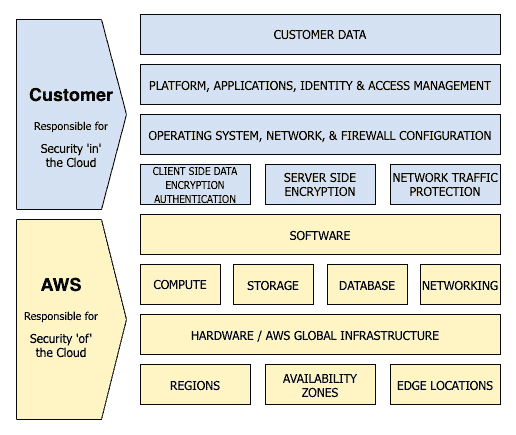 Customer
Responsible for
Security 'in'
the Cloud
CUSTOMER DATA
PLATFORM, APPLICATIONS, IDENTITY & ACCESS MANAGEMENT
OPERATING SYSTEM, NETWORK, & FIREWALL CONFIGURATION
CLIENT SIDE DATA
ENCRYPTION
AUTHENTICATION
SERVER SIDE
ENCRYPTION
NETWORK TRAFFIC
PROTECTION
AWS
Responsible for
Security 'of'
the Cloud
SOFTWARE
COMPUTE
STORAGE
DATABASE
NETWORKING
HARDWARE / AWS GLOBAL INFRASTRUCTURE
REGIONS
AVAILABILITY
ZONES
EDGE LOCATIONS